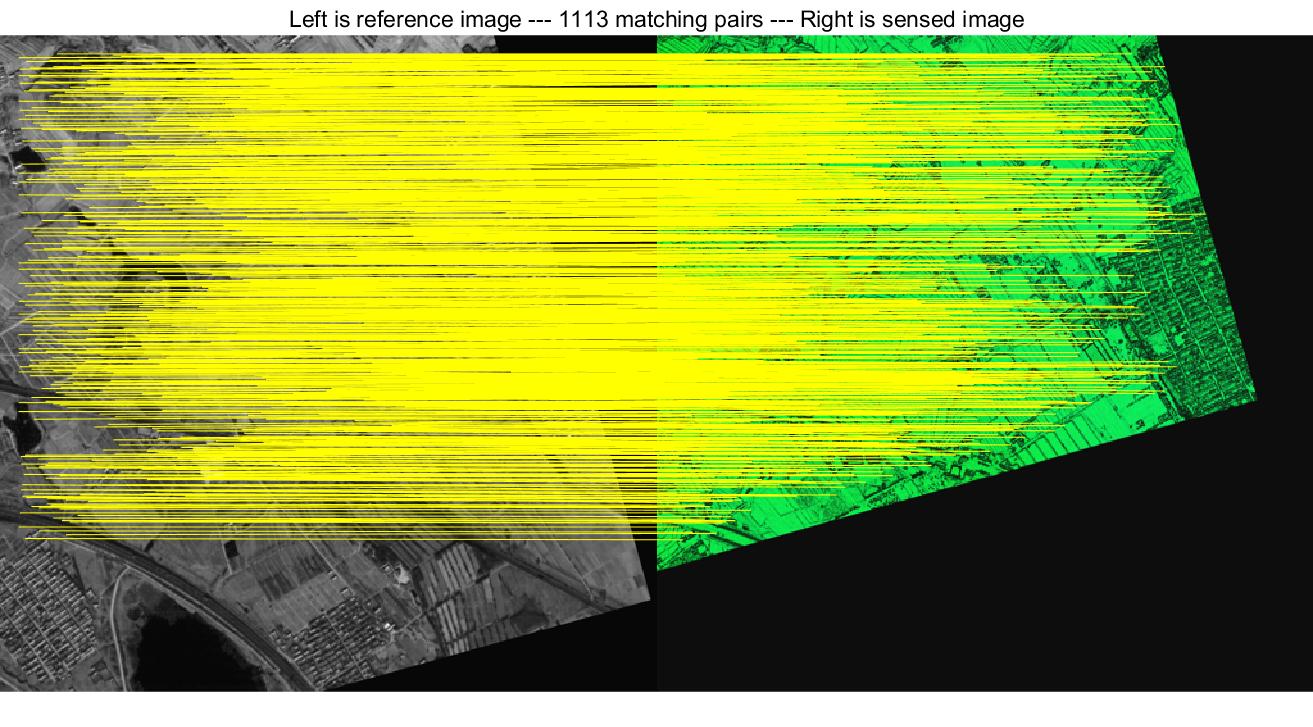 Left is reference image --- 1113 matching pairs --- Right is sensed image